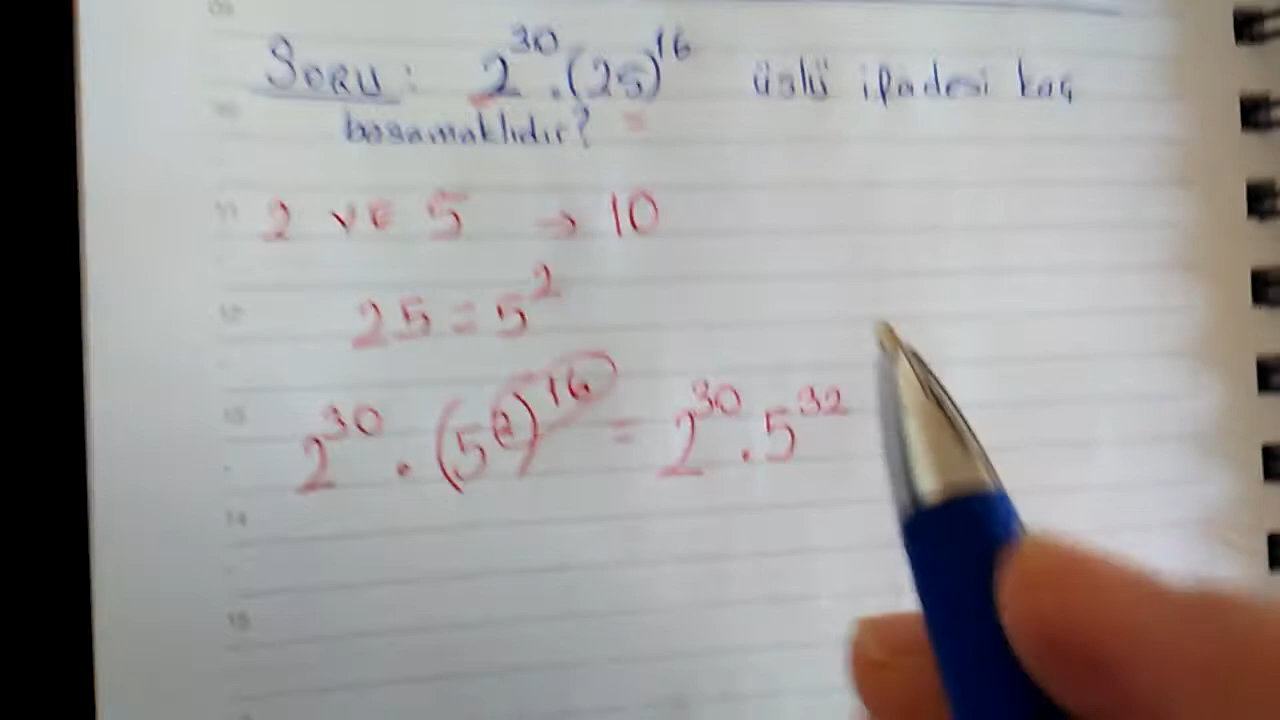 SORU: 2^30 . (25)^16 üslü ifadesi kaç
basamaklıdır?
2 ve 5 → 10
25 = 5^2
2^30 . (5^2)^16 = 2^30 . 5^32
14